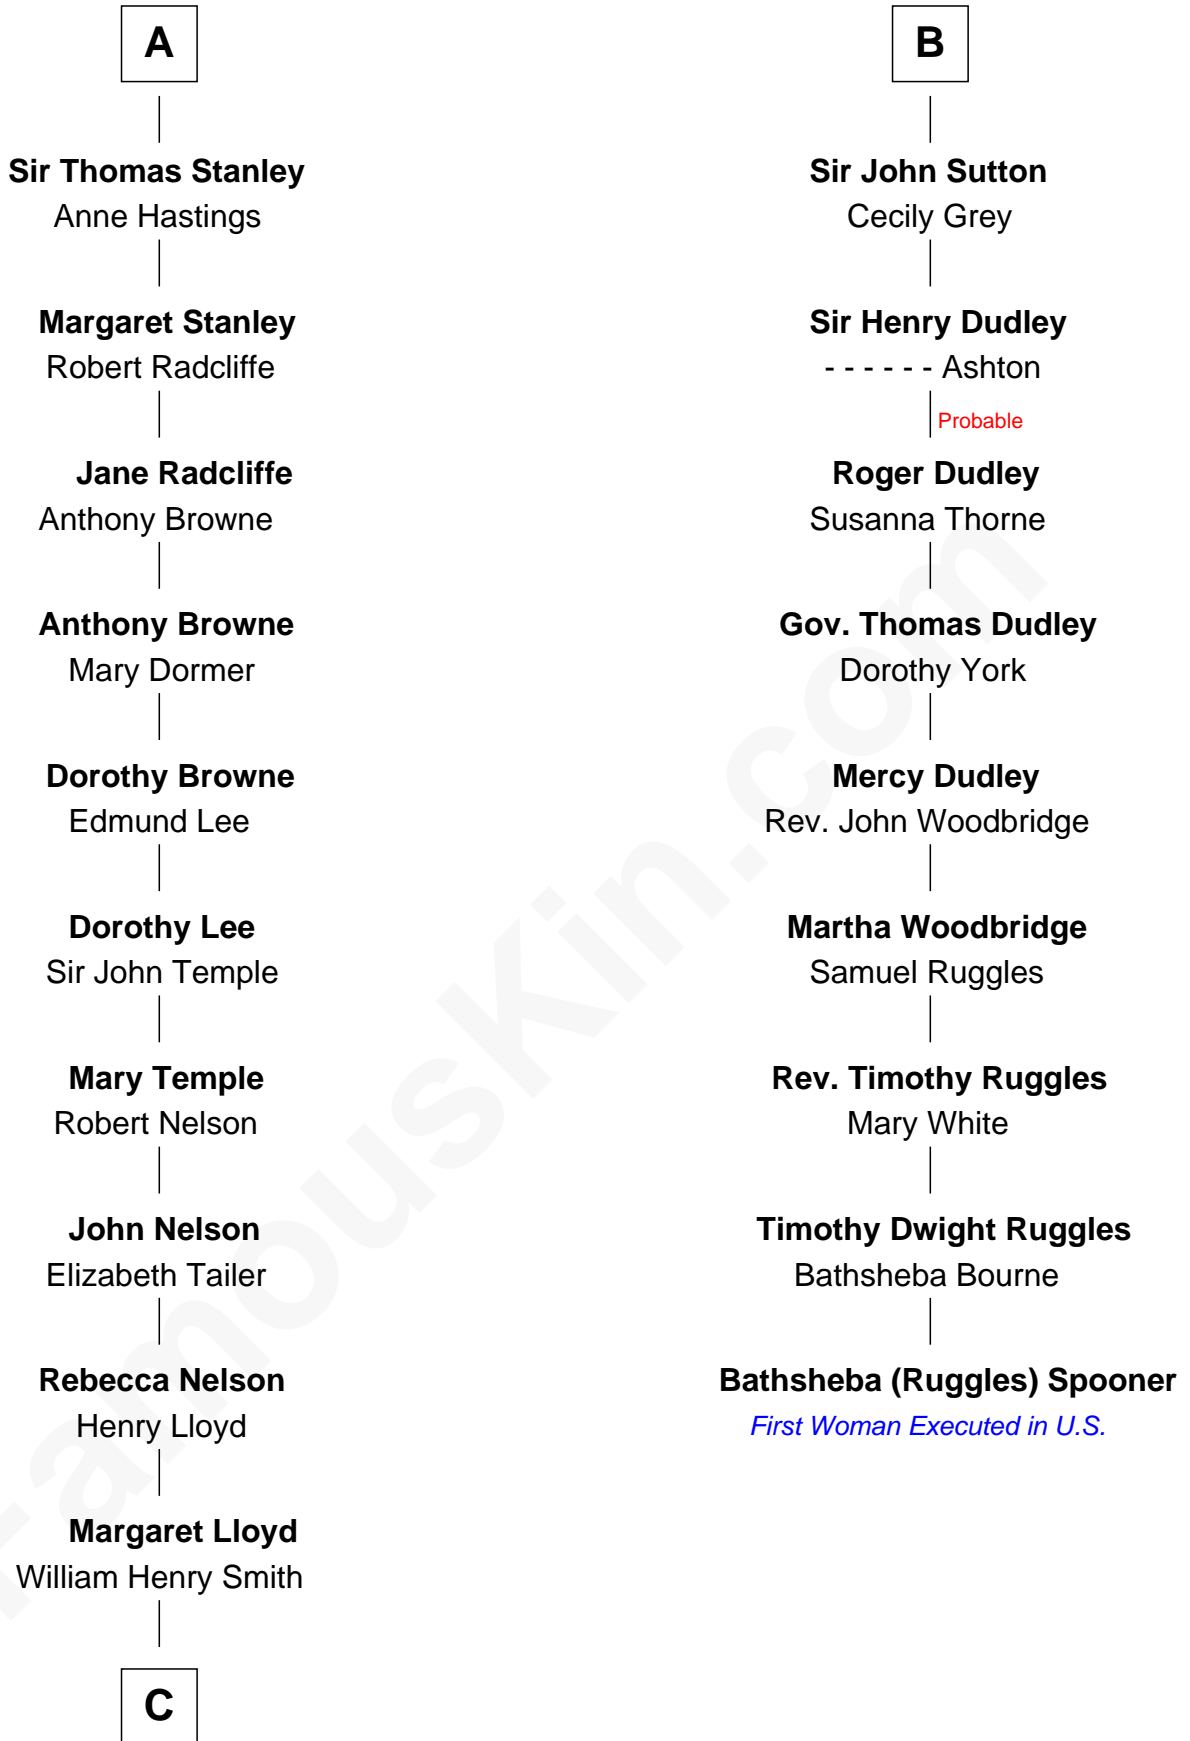 A
Sir Thomas Stanley
Anne Hastings
Margaret Stanley
Robert Radcliffe
Jane Radcliffe
Anthony Browne
Anthony Browne
Mary Dormer
Dorothy Browne
Edmund Lee
Dorothy Lee
Sir John Temple
Mary Temple
Robert Nelson
John Nelson
Elizabeth Tailer
Rebecca Nelson
Henry Lloyd
Margaret Lloyd
William Henry Smith
C
B
Sir John Sutton
Cecily Grey
Sir Henry Dudley
- - - - - - Ashton
Probable
Roger Dudley
Susanna Thorne
Gov. Thomas Dudley
Dorothy York
Mercy Dudley
Rev. John Woodbridge
Martha Woodbridge
Samuel Ruggles
Rev. Timothy Ruggles
Mary White
Timothy Dwight Ruggles
Bathsheba Bourne
Bathsheba (Ruggles) Spooner
First Woman Executed in U.S.
FamousKin.com